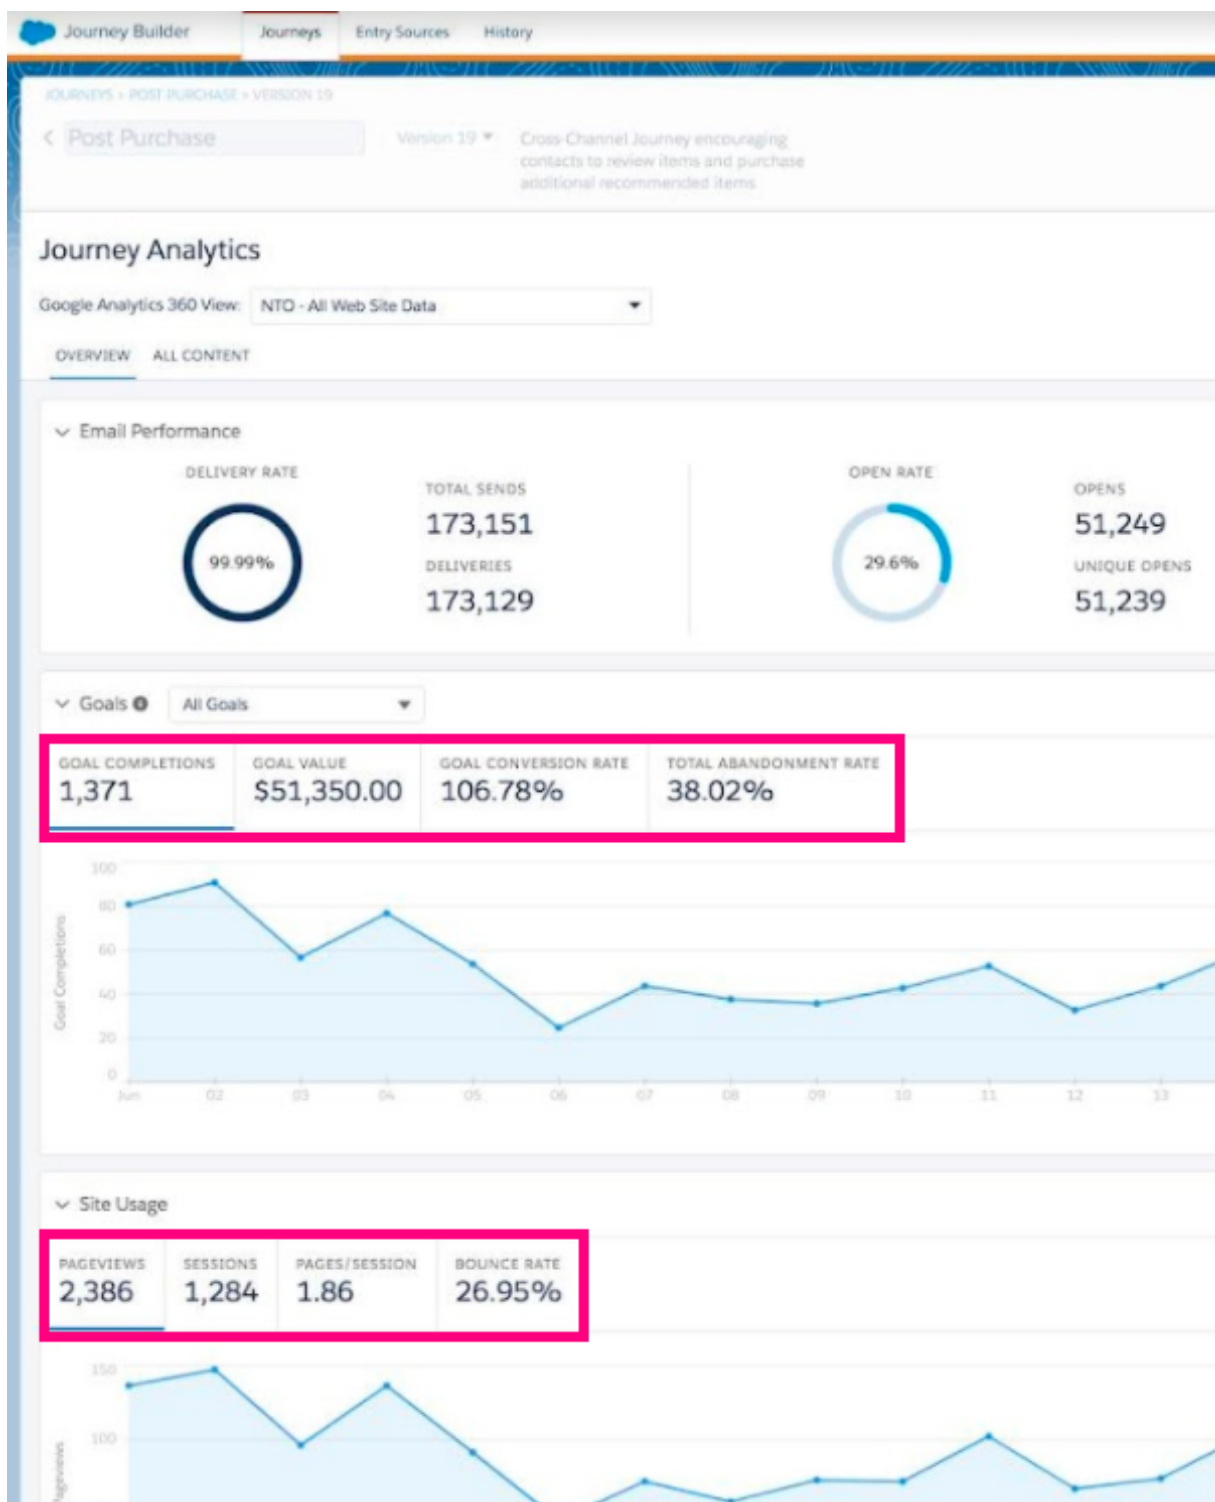 Journey Builder Journeys Entry Sources History
JOURNEYS > POST PURCHASE > VERSION 19
< Post Purchase Version 19 Cross-Channel Journey encouraging
contacts to review items and purchase
additional recommended items
Journey Analytics
Google Analytics 360 View: NTO - All Web Site Data
OVERVIEW ALL CONTENT
Email Performance
DELIVERY RATE
99.99%
TOTAL SENDS
173,151
DELIVERIES
173,129
OPEN RATE
29.6%
OPENS
51,249
UNIQUE OPENS
51,239
Goals All Goals
GOAL COMPLETIONS GOAL VALUE GOAL CONVERSION RATE TOTAL ABANDONMENT RATE
1,371 $51,350.00 106.78% 38.02%
Goal Completions
100
80
60
40
20
0
Jun 02 03 04 05 06 07 08 09 10 11 12 13
Site Usage
PAGEVIEWS SESSIONS PAGES/SESSION BOUNCE RATE
2,386 1,284 1.86 26.95%
Pageviews
150
100